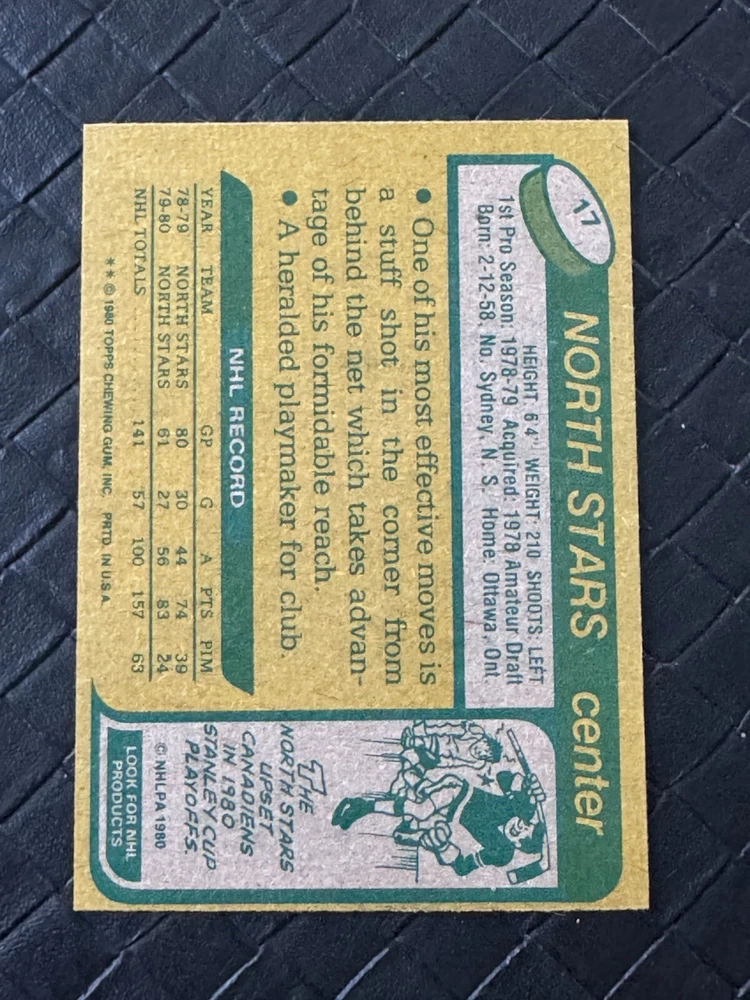 17
NORTH STARS center
HEIGHT: 6'4" WEIGHT: 210 SHOOTS: LEFT
1st Pro Season: 1978-79 Acquired: 1978 Amateur Draft
Born: 2-12-58, No. Sydney, N. S. Home: Ottawa, Ont.
• One of his most effective moves is
a stuff shot in the corner from
behind the net which takes advan-
tage of his formidable reach.
• A heralded playmaker for club.
NHL RECORD
YEAR TEAM GP G A PTS PIM
78-79 NORTH STARS 80 30 44 74 39
79-80 NORTH STARS 61 27 56 83 24
NHL TOTALS 141 57 100 157 63
** © 1980 TOPPS CHEWING GUM, INC. PRTD IN U.S.A.
THE
NORTH STARS
UPSET
CANADIENS
IN 1980
STANLEY CUP
PLAYOFFS.
© NHLPA 1980
LOOK FOR NHL
PRODUCTS